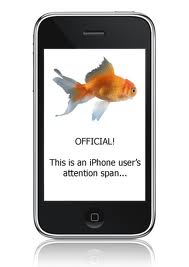 OFFICIAL!
This is an iPhone user's
attention span...